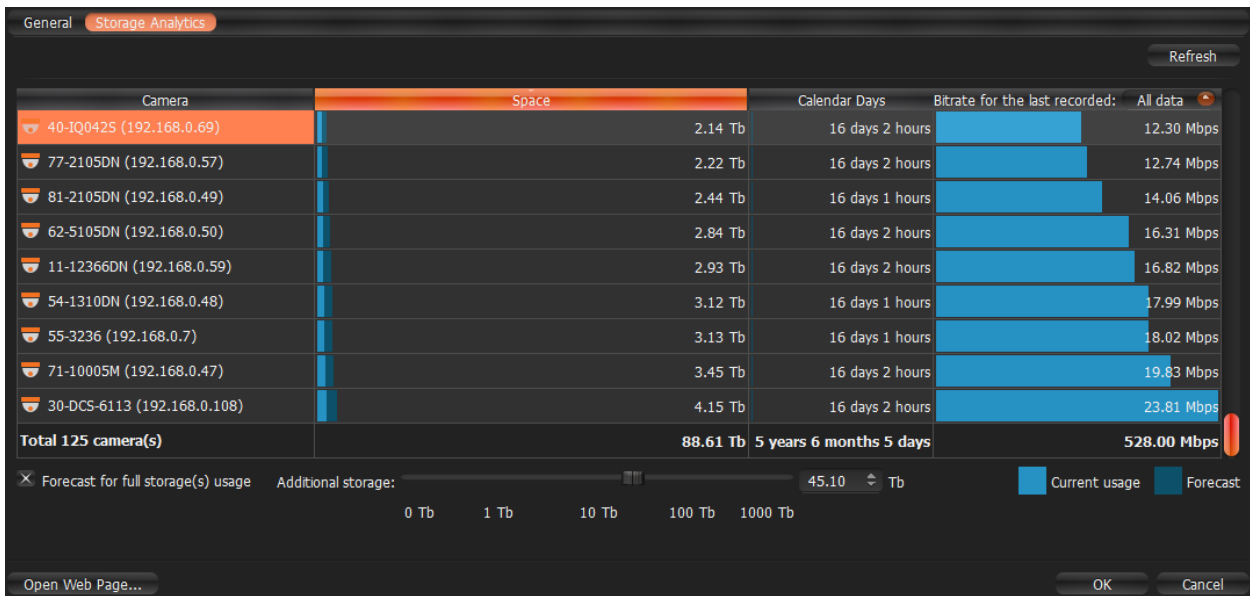 General Storage Analytics
Refresh
Camera Space Calendar Days Bitrate for the last recorded: All data
40-IQ042S (192.168.0.69) 2.14 Tb 16 days 2 hours 12.30 Mbps
77-2105DN (192.168.0.57) 2.22 Tb 16 days 2 hours 12.74 Mbps
81-2105DN (192.168.0.49) 2.44 Tb 16 days 1 hours 14.06 Mbps
62-5105DN (192.168.0.50) 2.84 Tb 16 days 2 hours 16.31 Mbps
11-12366DN (192.168.0.59) 2.93 Tb 16 days 2 hours 16.82 Mbps
54-1310DN (192.168.0.48) 3.12 Tb 16 days 1 hours 17.99 Mbps
55-3236 (192.168.0.7) 3.13 Tb 16 days 1 hours 18.02 Mbps
71-10005M (192.168.0.47) 3.45 Tb 16 days 2 hours 19.83 Mbps
30-DCS-6113 (192.168.0.108) 4.15 Tb 16 days 2 hours 23.81 Mbps
Total 125 camera(s) 88.61 Tb 5 years 6 months 5 days 528.00 Mbps
Forecast for full storage(s) usage Additional storage: 45.10 Tb Current usage Forecast
0 Tb 1 Tb 10 Tb 100 Tb 1000 Tb
Open Web Page... OK Cancel